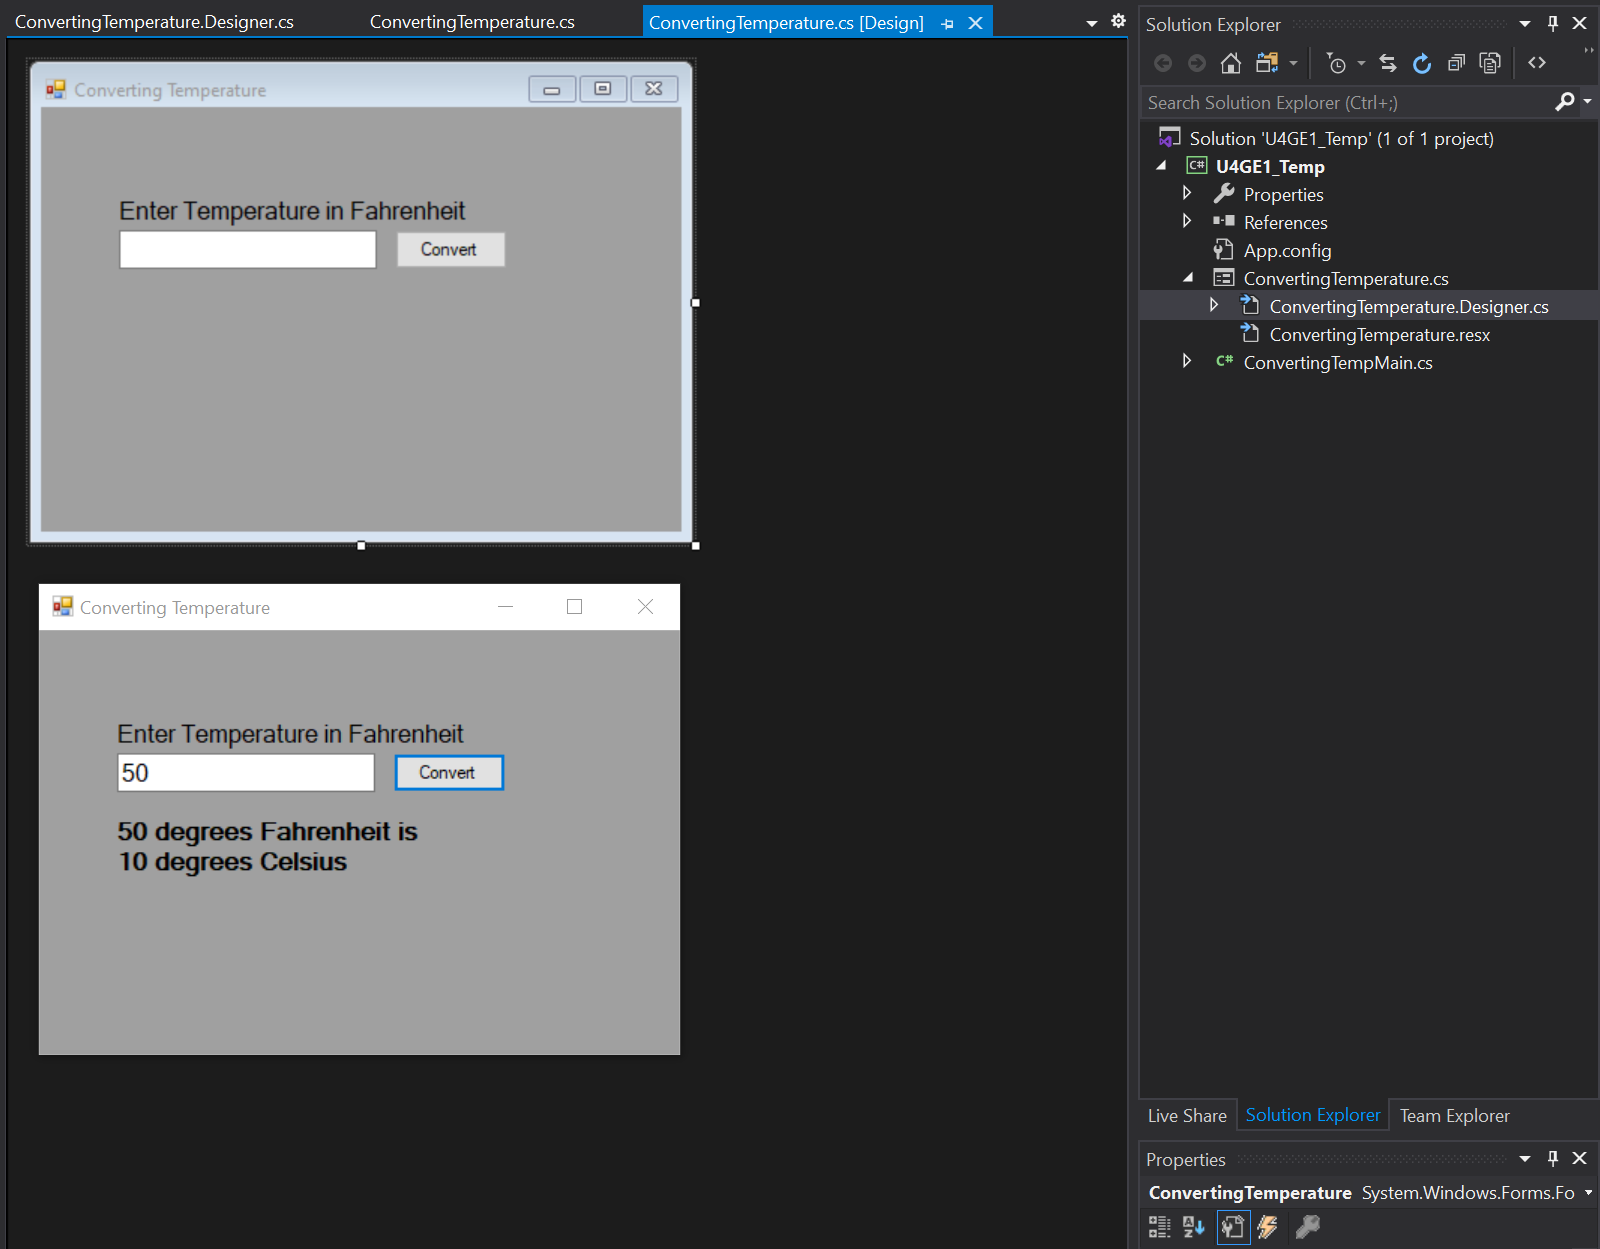 ConvertingTemperature.Designer.cs ConvertingTemperature.cs ConvertingTemperature.cs [Design]
Converting Temperature
Enter Temperature in Fahrenheit
Convert
Converting Temperature
Enter Temperature in Fahrenheit
50 Convert
50 degrees Fahrenheit is
10 degrees Celsius
Solution Explorer
Search Solution Explorer (Ctrl+;)
Solution 'U4GE1_Temp' (1 of 1 project)
C# U4GE1_Temp
Properties
References
App.config
ConvertingTemperature.cs
ConvertingTemperature.Designer.cs
ConvertingTemperature.resx
C# ConvertingTempMain.cs
Live Share Solution Explorer Team Explorer
Properties
ConvertingTemperature System.Windows.Forms.Fo